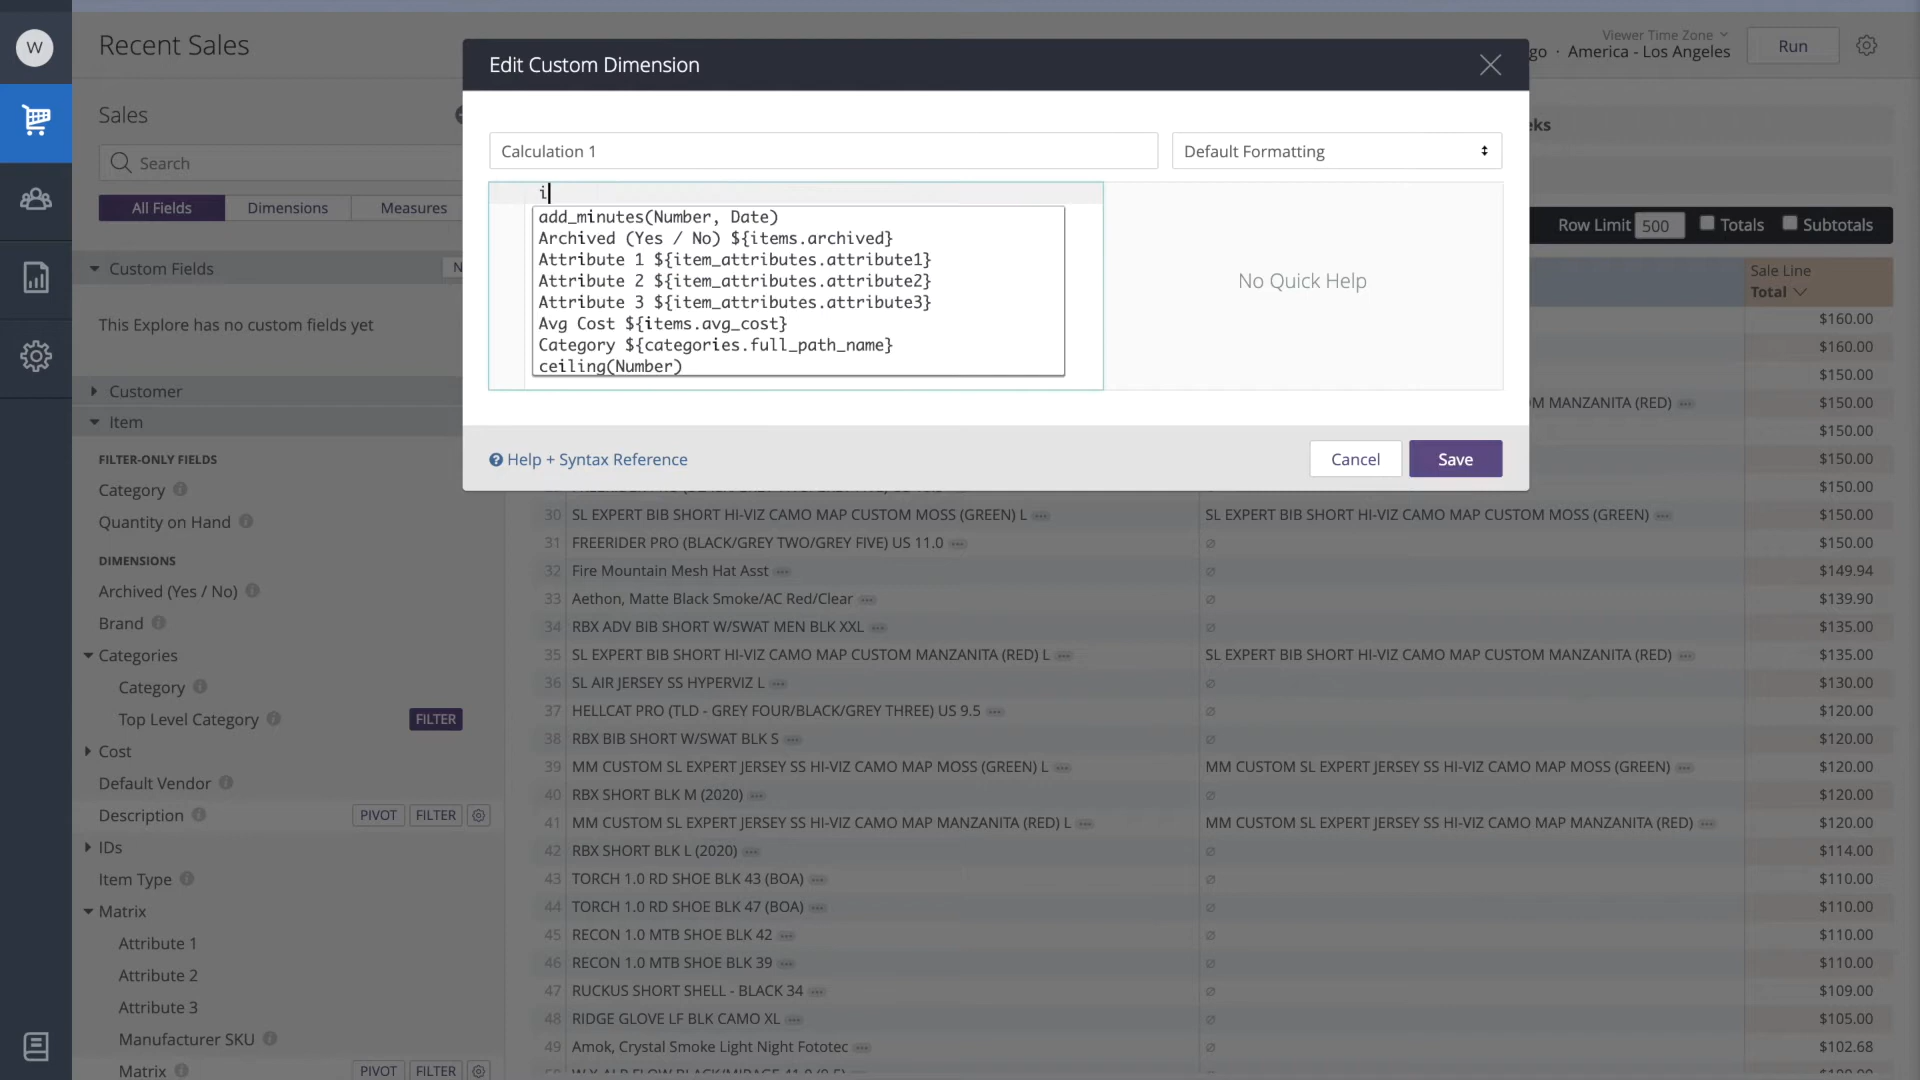 W
Recent Sales
Viewer Time Zone
go · America - Los Angeles
Run
Sales
Search
All Fields
Dimensions
Measures
Custom Fields
N
This Explore has no custom fields yet
Customer
Item
FILTER-ONLY FIELDS
Category
Quantity on Hand
DIMENSIONS
Archived (Yes / No)
Brand
Categories
Category
Top Level Category
FILTER
Cost
Default Vendor
Description
PIVOT
FILTER
IDs
Item Type
Matrix
Attribute 1
Attribute 2
Attribute 3
Manufacturer SKU
Matrix
PIVOT
FILTER
Edit Custom Dimension
Calculation 1
Default Formatting
i
add_minutes(Number, Date)
Archived (Yes / No) ${items.archived}
Attribute 1 ${item_attributes.attribute1}
Attribute 2 ${item_attributes.attribute2}
Attribute 3 ${item_attributes.attribute3}
Avg Cost ${items.avg_cost}
Category ${categories.full_path_name}
ceiling(Number)
No Quick Help
Help + Syntax Reference
Cancel
Save
eks
Row Limit 500 Totals Subtotals
Sale Line
Total
$160.00
$160.00
$150.00
M MANZANITA (RED) $150.00
$150.00
$150.00
$150.00
30 SL EXPERT BIB SHORT HI-VIZ CAMO MAP CUSTOM MOSS (GREEN) L SL EXPERT BIB SHORT HI-VIZ CAMO MAP CUSTOM MOSS (GREEN) $150.00
31 FREERIDER PRO (BLACK/GREY TWO/GREY FIVE) US 11.0 ∅ $150.00
32 Fire Mountain Mesh Hat Asst ∅ $149.94
33 Aethon, Matte Black Smoke/AC Red/Clear ∅ $139.90
34 RBX ADV BIB SHORT W/SWAT MEN BLK XXL ∅ $135.00
35 SL EXPERT BIB SHORT HI-VIZ CAMO MAP CUSTOM MANZANITA (RED) L SL EXPERT BIB SHORT HI-VIZ CAMO MAP CUSTOM MANZANITA (RED) $135.00
36 SL AIR JERSEY SS HYPERVIZ L ∅ $130.00
37 HELLCAT PRO (TLD - GREY FOUR/BLACK/GREY THREE) US 9.5 ∅ $120.00
38 RBX BIB SHORT W/SWAT BLK S ∅ $120.00
39 MM CUSTOM SL EXPERT JERSEY SS HI-VIZ CAMO MAP MOSS (GREEN) L MM CUSTOM SL EXPERT JERSEY SS HI-VIZ CAMO MAP MOSS (GREEN) $120.00
40 RBX SHORT BLK M (2020) ∅ $120.00
41 MM CUSTOM SL EXPERT JERSEY SS HI-VIZ CAMO MAP MANZANITA (RED) L MM CUSTOM SL EXPERT JERSEY SS HI-VIZ CAMO MAP MANZANITA (RED) $120.00
42 RBX SHORT BLK L (2020) ∅ $114.00
43 TORCH 1.0 RD SHOE BLK 43 (BOA) ∅ $110.00
44 TORCH 1.0 RD SHOE BLK 47 (BOA) ∅ $110.00
45 RECON 1.0 MTB SHOE BLK 42 ∅ $110.00
46 RECON 1.0 MTB SHOE BLK 39 ∅ $110.00
47 RUCKUS SHORT SHELL - BLACK 34 ∅ $109.00
48 RIDGE GLOVE LF BLK CAMO XL ∅ $105.00
49 Amok, Crystal Smoke Light Night Fototec ∅ $102.68